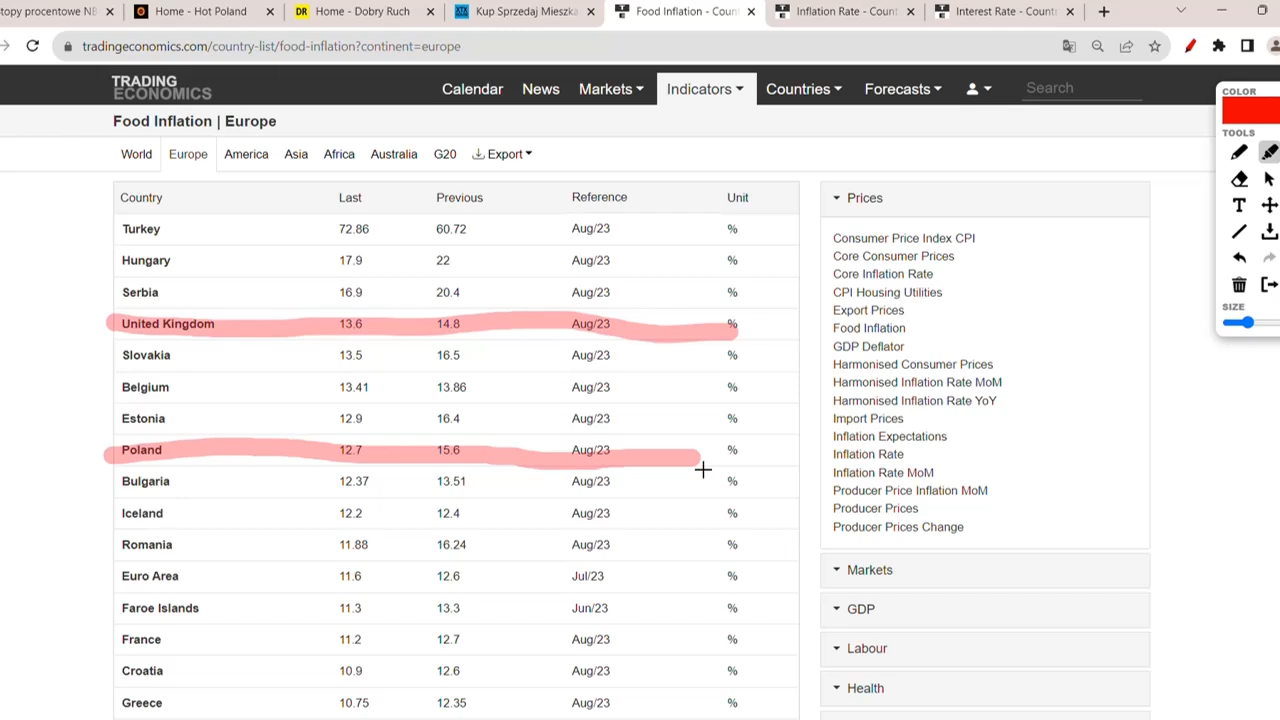 topy procentowe NB
Home - Hot Poland
DR Home - Dobry Ruch
Kup Sprzedaj Mieszka
Food Inflation - Count
Inflation Rate - Count
Interest Rate - Countr
tradingeconomics.com/country-list/food-inflation?continent=europe
TRADING
ECONOMICS
Calendar News Markets Indicators Countries Forecasts Search
Food Inflation | Europe
World Europe America Asia Africa Australia G20 Export
Country Last Previous Reference Unit
Turkey 72.86 60.72 Aug/23 %
Hungary 17.9 22 Aug/23 %
Serbia 16.9 20.4 Aug/23 %
United Kingdom 13.6 14.8 Aug/23 %
Slovakia 13.5 16.5 Aug/23 %
Belgium 13.41 13.86 Aug/23 %
Estonia 12.9 16.4 Aug/23 %
Poland 12.7 15.6 Aug/23 %
Bulgaria 12.37 13.51 Aug/23 %
Iceland 12.2 12.4 Aug/23 %
Romania 11.88 16.24 Aug/23 %
Euro Area 11.6 12.6 Jul/23 %
Faroe Islands 11.3 13.3 Jun/23 %
France 11.2 12.7 Aug/23 %
Croatia 10.9 12.6 Aug/23 %
Greece 10.75 12.35 Aug/23 %
Prices
Consumer Price Index CPI
Core Consumer Prices
Core Inflation Rate
CPI Housing Utilities
Export Prices
Food Inflation
GDP Deflator
Harmonised Consumer Prices
Harmonised Inflation Rate MoM
Harmonised Inflation Rate YoY
Import Prices
Inflation Expectations
Inflation Rate
Inflation Rate MoM
Producer Price Inflation MoM
Producer Prices
Producer Prices Change
Markets
GDP
Labour
Health
COLOR
TOOLS
T
SIZE